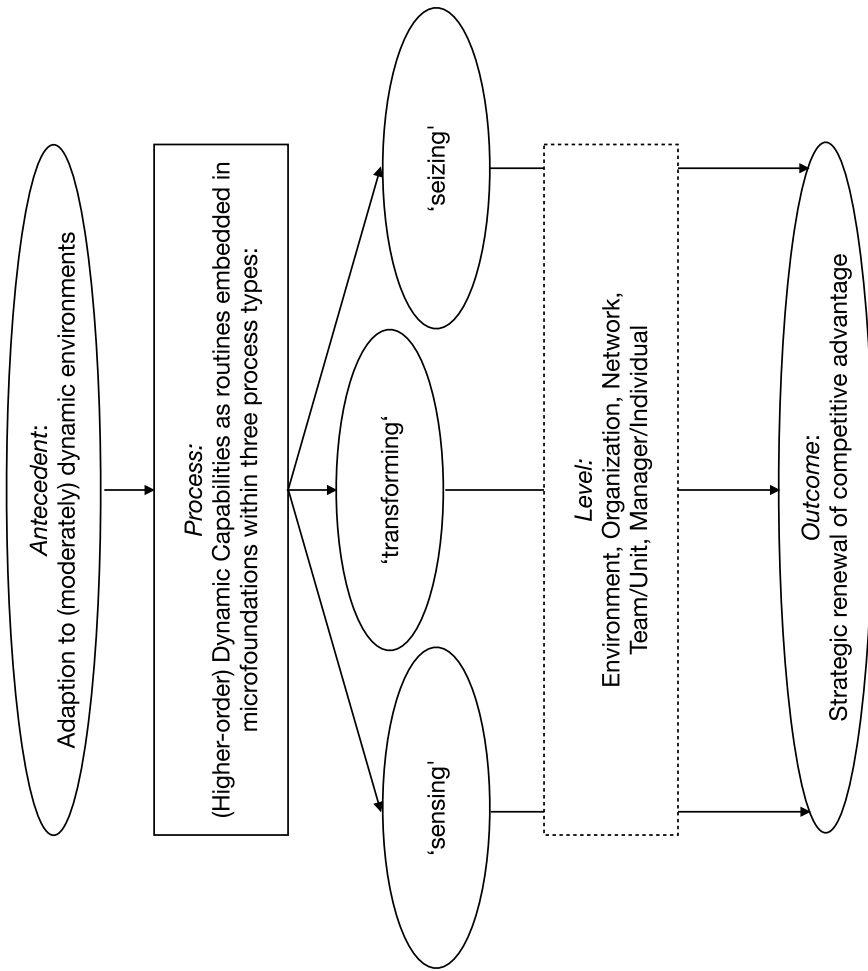 Antecedent:
Adaption to (moderately) dynamic environments
Process:
(Higher-order) Dynamic Capabilities as routines embedded in
microfoundations within three process types:
‘sensing'
‘transforming‘
‘seizing'
Level:
Environment, Organization, Network,
Team/Unit, Manager/Individual
Outcome:
Strategic renewal of competitive advantage